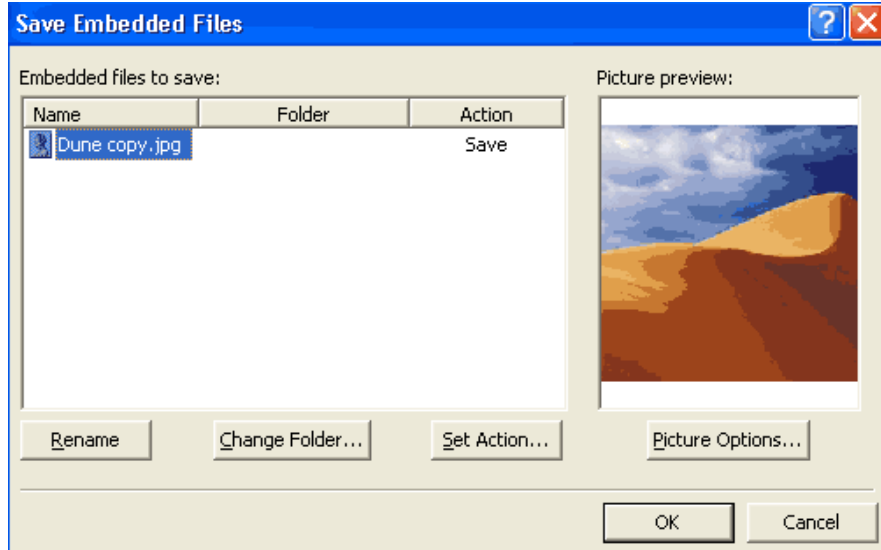 Save Embedded Files
Embedded files to save:
Picture preview:
Name Folder Action
Dune copy.jpg Save
Rename Change Folder... Set Action... Picture Options...
OK Cancel